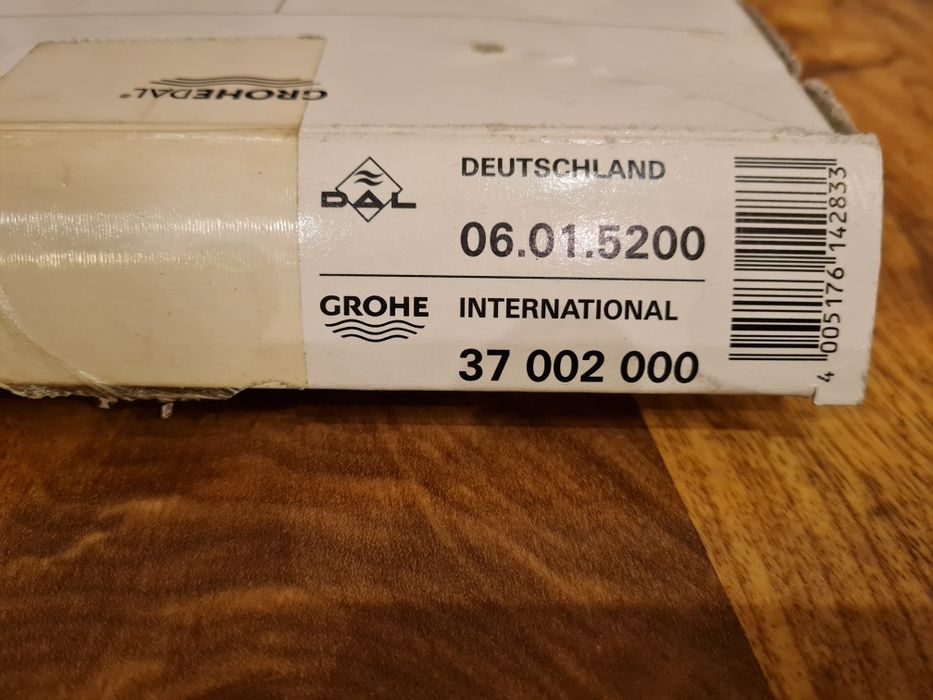 GROHEDAL®
DAL
DEUTSCHLAND
06.01.5200
GROHE
INTERNATIONAL
37 002 000
4 005176 142833